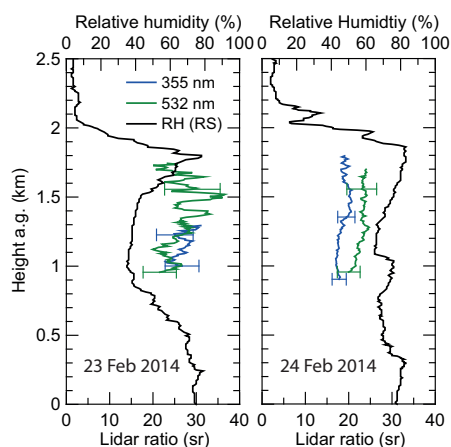 Relative humidity (%) Relative Humdtiy (%)
0 20 40 60 80 100 0 20 40 60 80 100
2.5
2
1.5
1
0.5
0
Height a.g. (km)
355 nm
532 nm
RH (RS)
23 Feb 2014 24 Feb 2014
0 10 20 30 40 0 10 20 30 40
Lidar ratio (sr) Lidar ratio (sr)